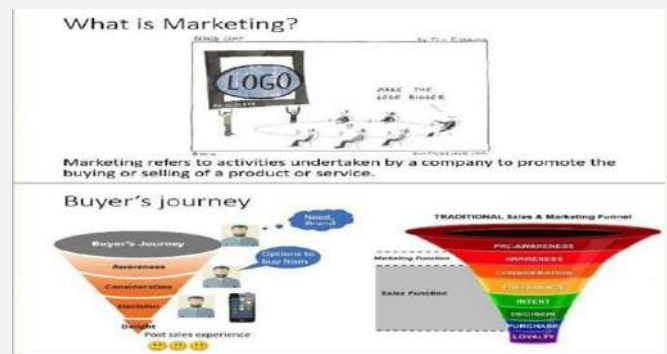 What is Marketing?
LOGO
MAKE THE
LOGO BIGGER
Marketing refers to activities undertaken by a company to promote the
buying or selling of a product or service.
Buyer's journey
Need,
Brand
Buyer's Journey
Options to
buy from
Awareness
Consideration
Decision
Delight
Post sales experience
TRADITIONAL Sales & Marketing Funnel
Marketing Function
Sales Function
PRE-AWARENESS
AWARENESS
CONSIDERATION
PREFERENCE
INTENT
DECISION
PURCHASE
LOYALTY